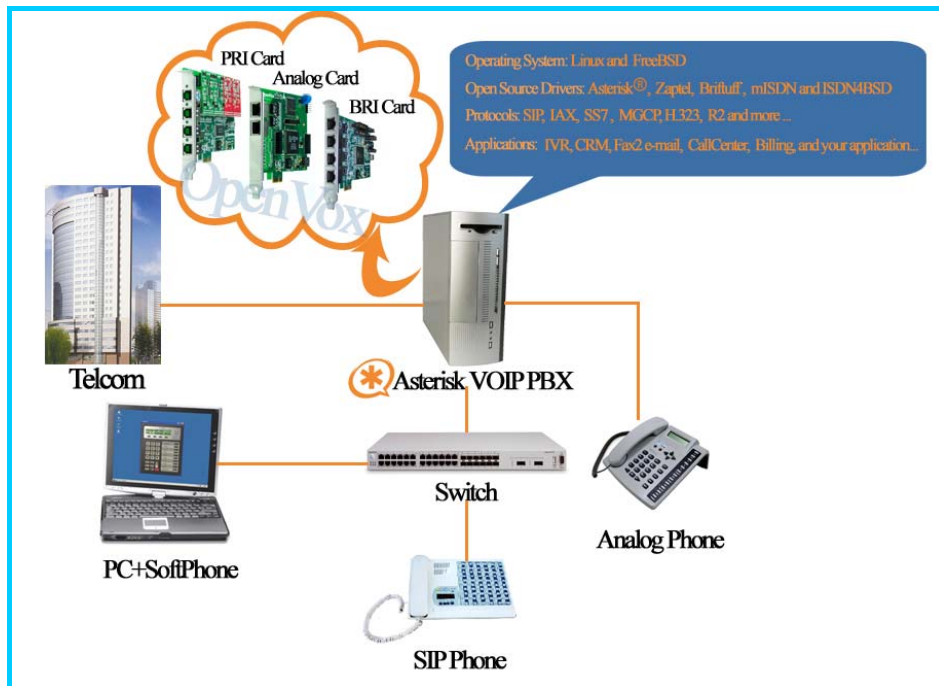 PRI Card
Analog Card
BRI Card
OpenVox
Operating System: Linux and FreeBSD
Open Source Drivers: Asterisk®, Zaptel, Briftuff, mISDN and ISDN4BSD
Protocols: SIP, IAX, SS7, MGCP, H.323, R2 and more ...
Applications: IVR, CRM, Fax2 e-mail, CallCenter, Billing, and your application...
Telcom
Asterisk VOIP PBX
Switch
Analog Phone
PC+SoftPhone
SIP Phone